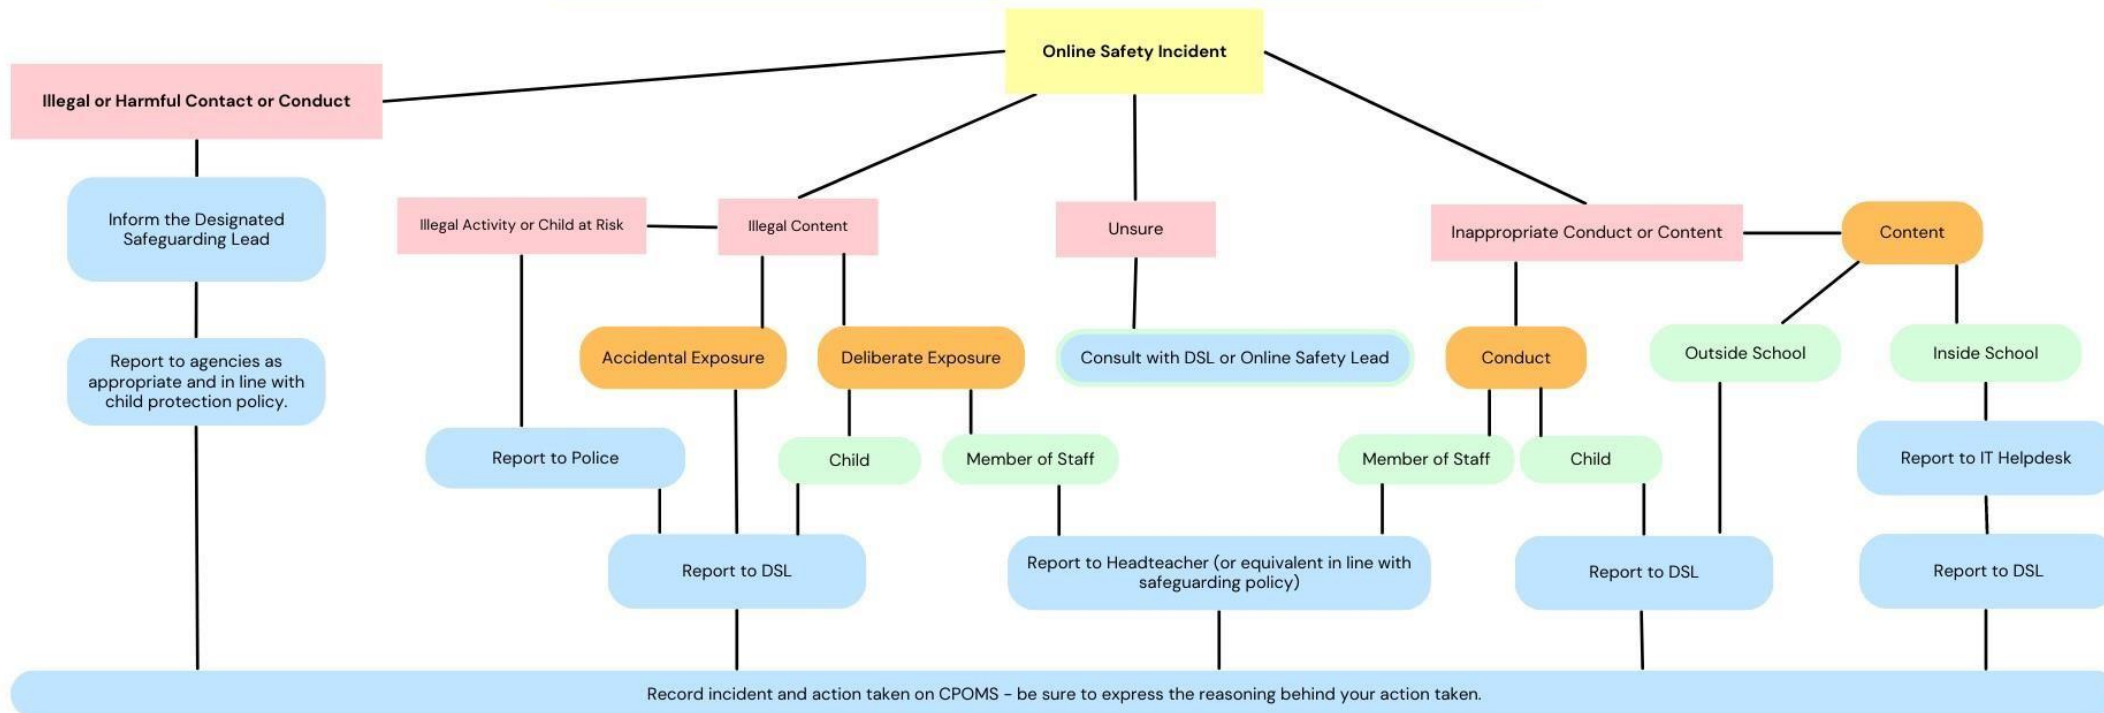 Online Safety Incident
Illegal or Harmful Contact or Conduct
Inform the Designated
Safeguarding Lead
Illegal Activity or Child at Risk
Illegal Content
Unsure
Inappropriate Conduct or Content
Content
Report to agencies as
appropriate and in line with
child protection policy.
Accidental Exposure
Deliberate Exposure
Consult with DSL or Online Safety Lead
Conduct
Outside School
Inside School
Report to Police
Child
Member of Staff
Member of Staff
Child
Report to IT Helpdesk
Report to DSL
Report to Headteacher (or equivalent in line with
safeguarding policy)
Report to DSL
Report to DSL
Record incident and action taken on CPOMS – be sure to express the reasoning behind your action taken.